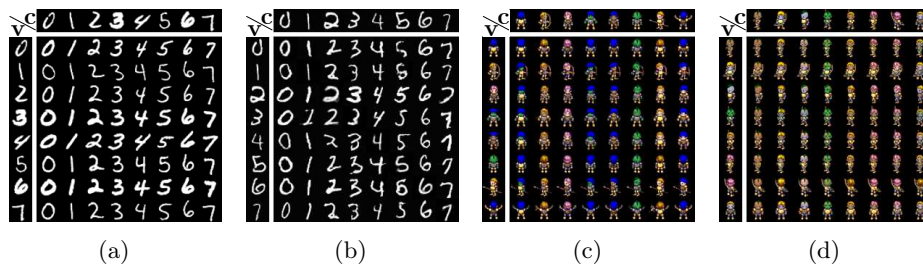 c 0 1 2 3 4 5 6 7 c 0 1 2 3 4 5 6 7 c c
v v v v
0 0 1 2 3 4 5 6 7 0 0 1 2 3 4 5 6 7
1 0 1 2 3 4 5 6 7 1 0 1 2 3 4 5 6 7
2 0 1 2 3 4 5 6 7 2 0 1 2 3 4 5 6 7
3 0 1 2 3 4 5 6 7 3 0 1 2 3 4 5 6 7
4 0 1 2 3 4 5 6 7 4 0 1 2 3 4 5 6 7
5 0 1 2 3 4 5 6 7 5 0 1 2 3 4 5 6 7
6 0 1 2 3 4 5 6 7 6 0 1 2 3 4 5 6 7
7 0 1 2 3 4 5 6 7 7 0 1 2 3 4 5 6 7
(a) (b) (c) (d)